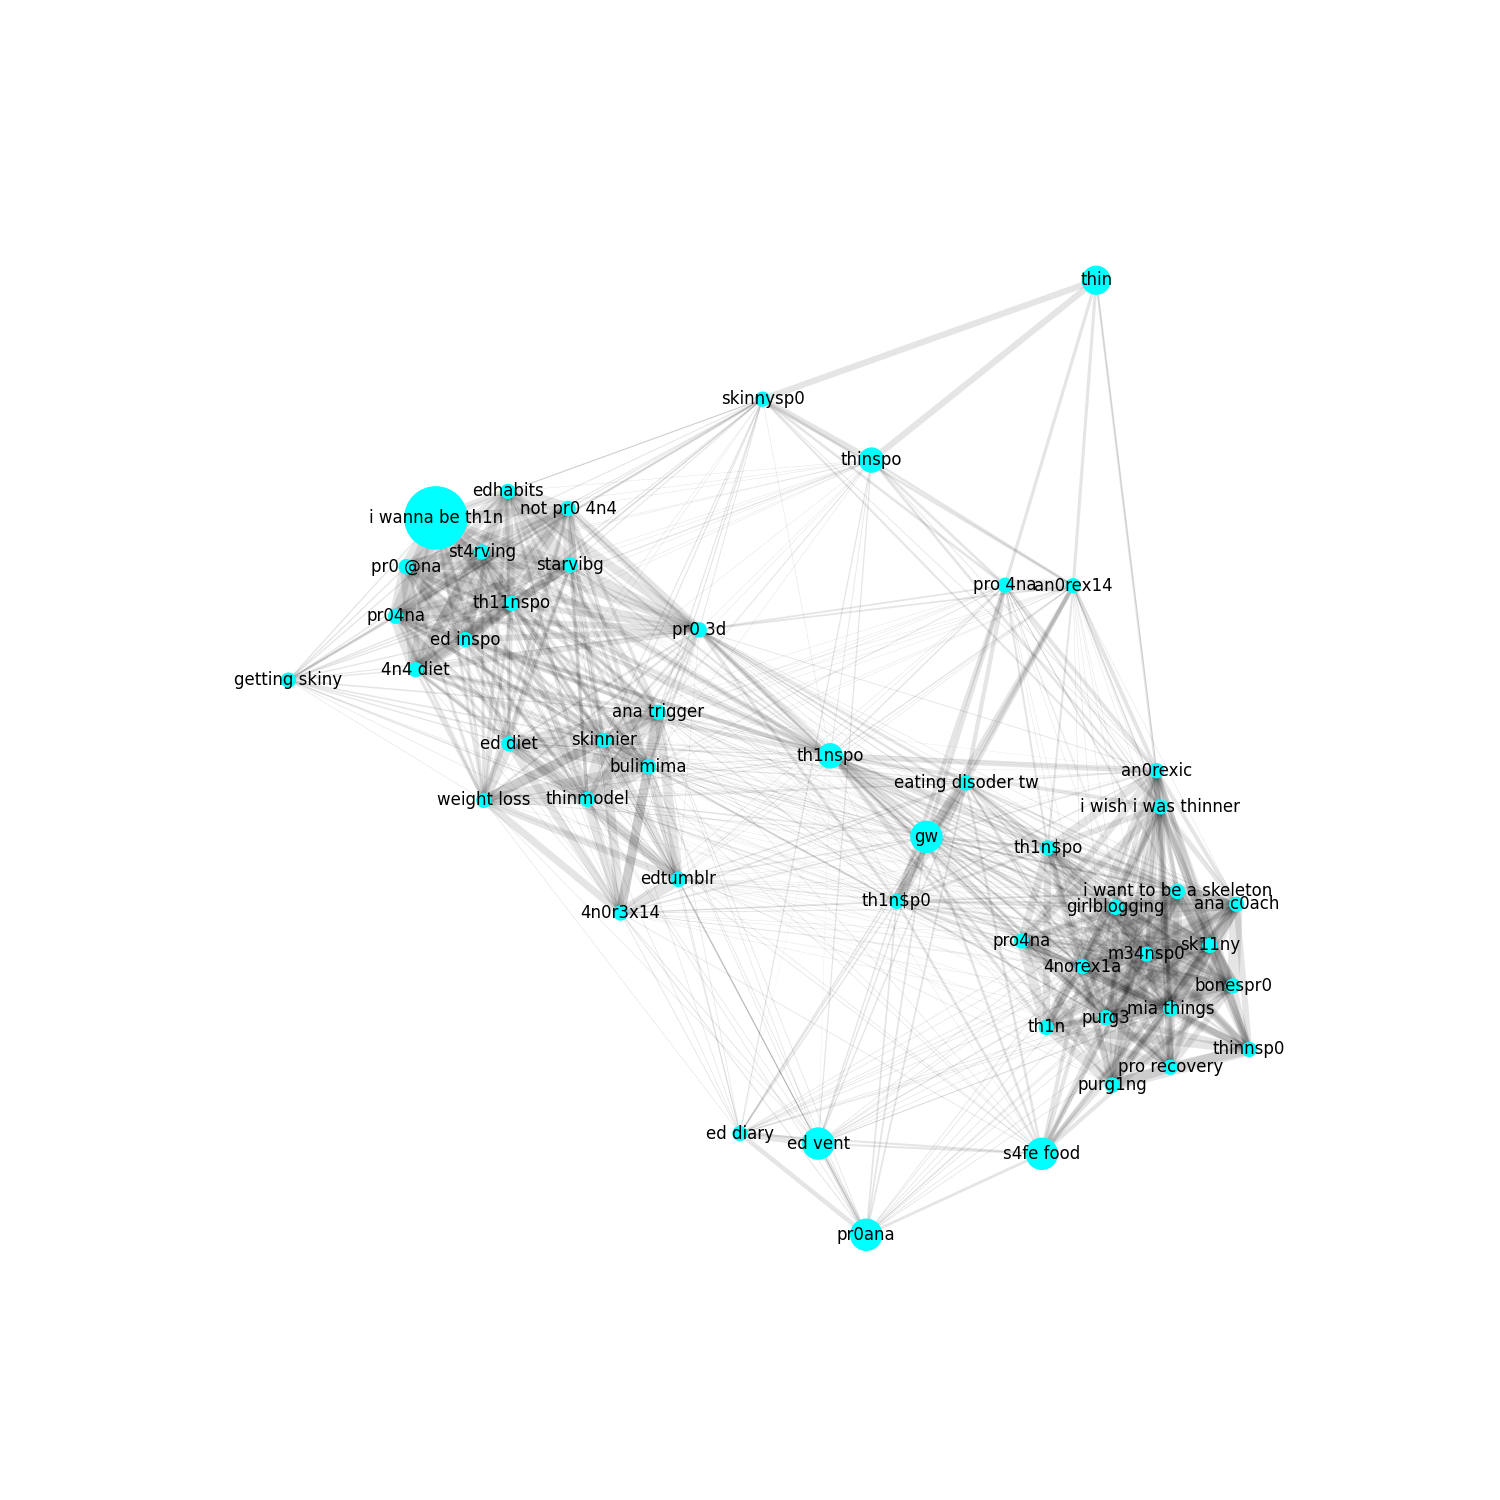 thin
skinnysp0
thinspo
edhabits
not pr0 4n4
i wanna be th1n
st4rving
starvibg
pr0 @na
pro 4na
an0rex14
th11nspo
pr04na
pr0 3d
ed inspo
4n4 diet
getting skiny
ana trigger
skinnier
ed diet
th1nspo
bulimima
an0rexic
eating disoder tw
weight loss
thinmodel
i wish i was thinner
gw
th1n$po
edtumblr
i want to be a skeleton
th1n$p0
ana c0ach
girlblogging
4n0r3x14
pro4na
sk11ny
m34nsp0
4norex1a
bonespr0
mia things
purg3
th1n
thinnsp0
pro recovery
purg1ng
ed diary
ed vent
s4fe food
pr0ana